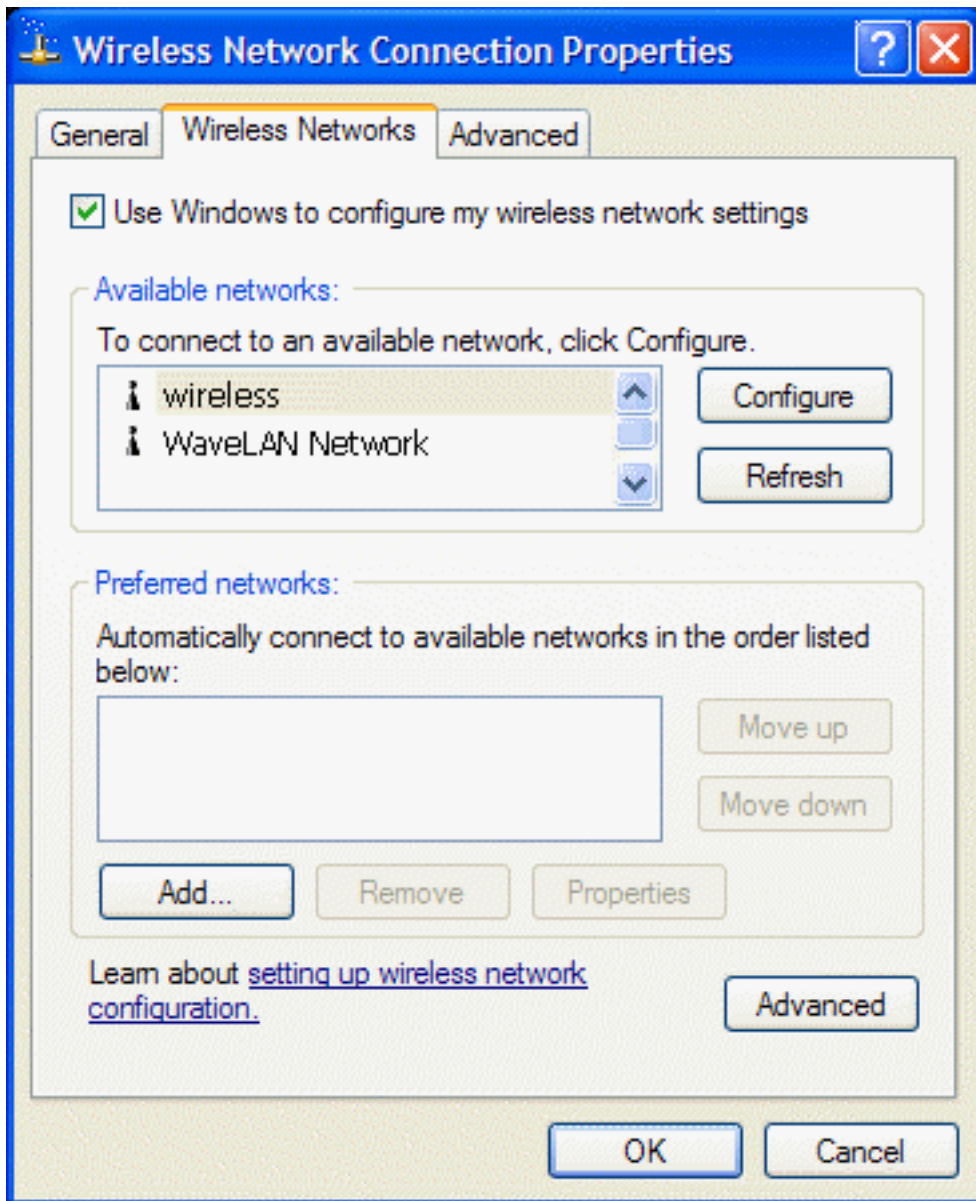 Wireless Network Connection Properties
General
Wireless Networks
Advanced
Use Windows to configure my wireless network settings
Available networks:
To connect to an available network, click Configure.
wireless
WaveLAN Network
Configure
Refresh
Preferred networks:
Automatically connect to available networks in the order listed
below:
Move up
Move down
Add...
Remove
Properties
Learn about setting up wireless network
configuration.
Advanced
OK
Cancel